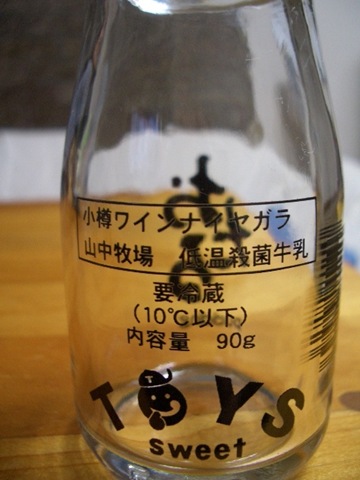 小樽ワインナイヤガラ
山中牧場 低温殺菌牛乳
要冷蔵
(10℃以下)
内容量 90g
TOYS
sweet